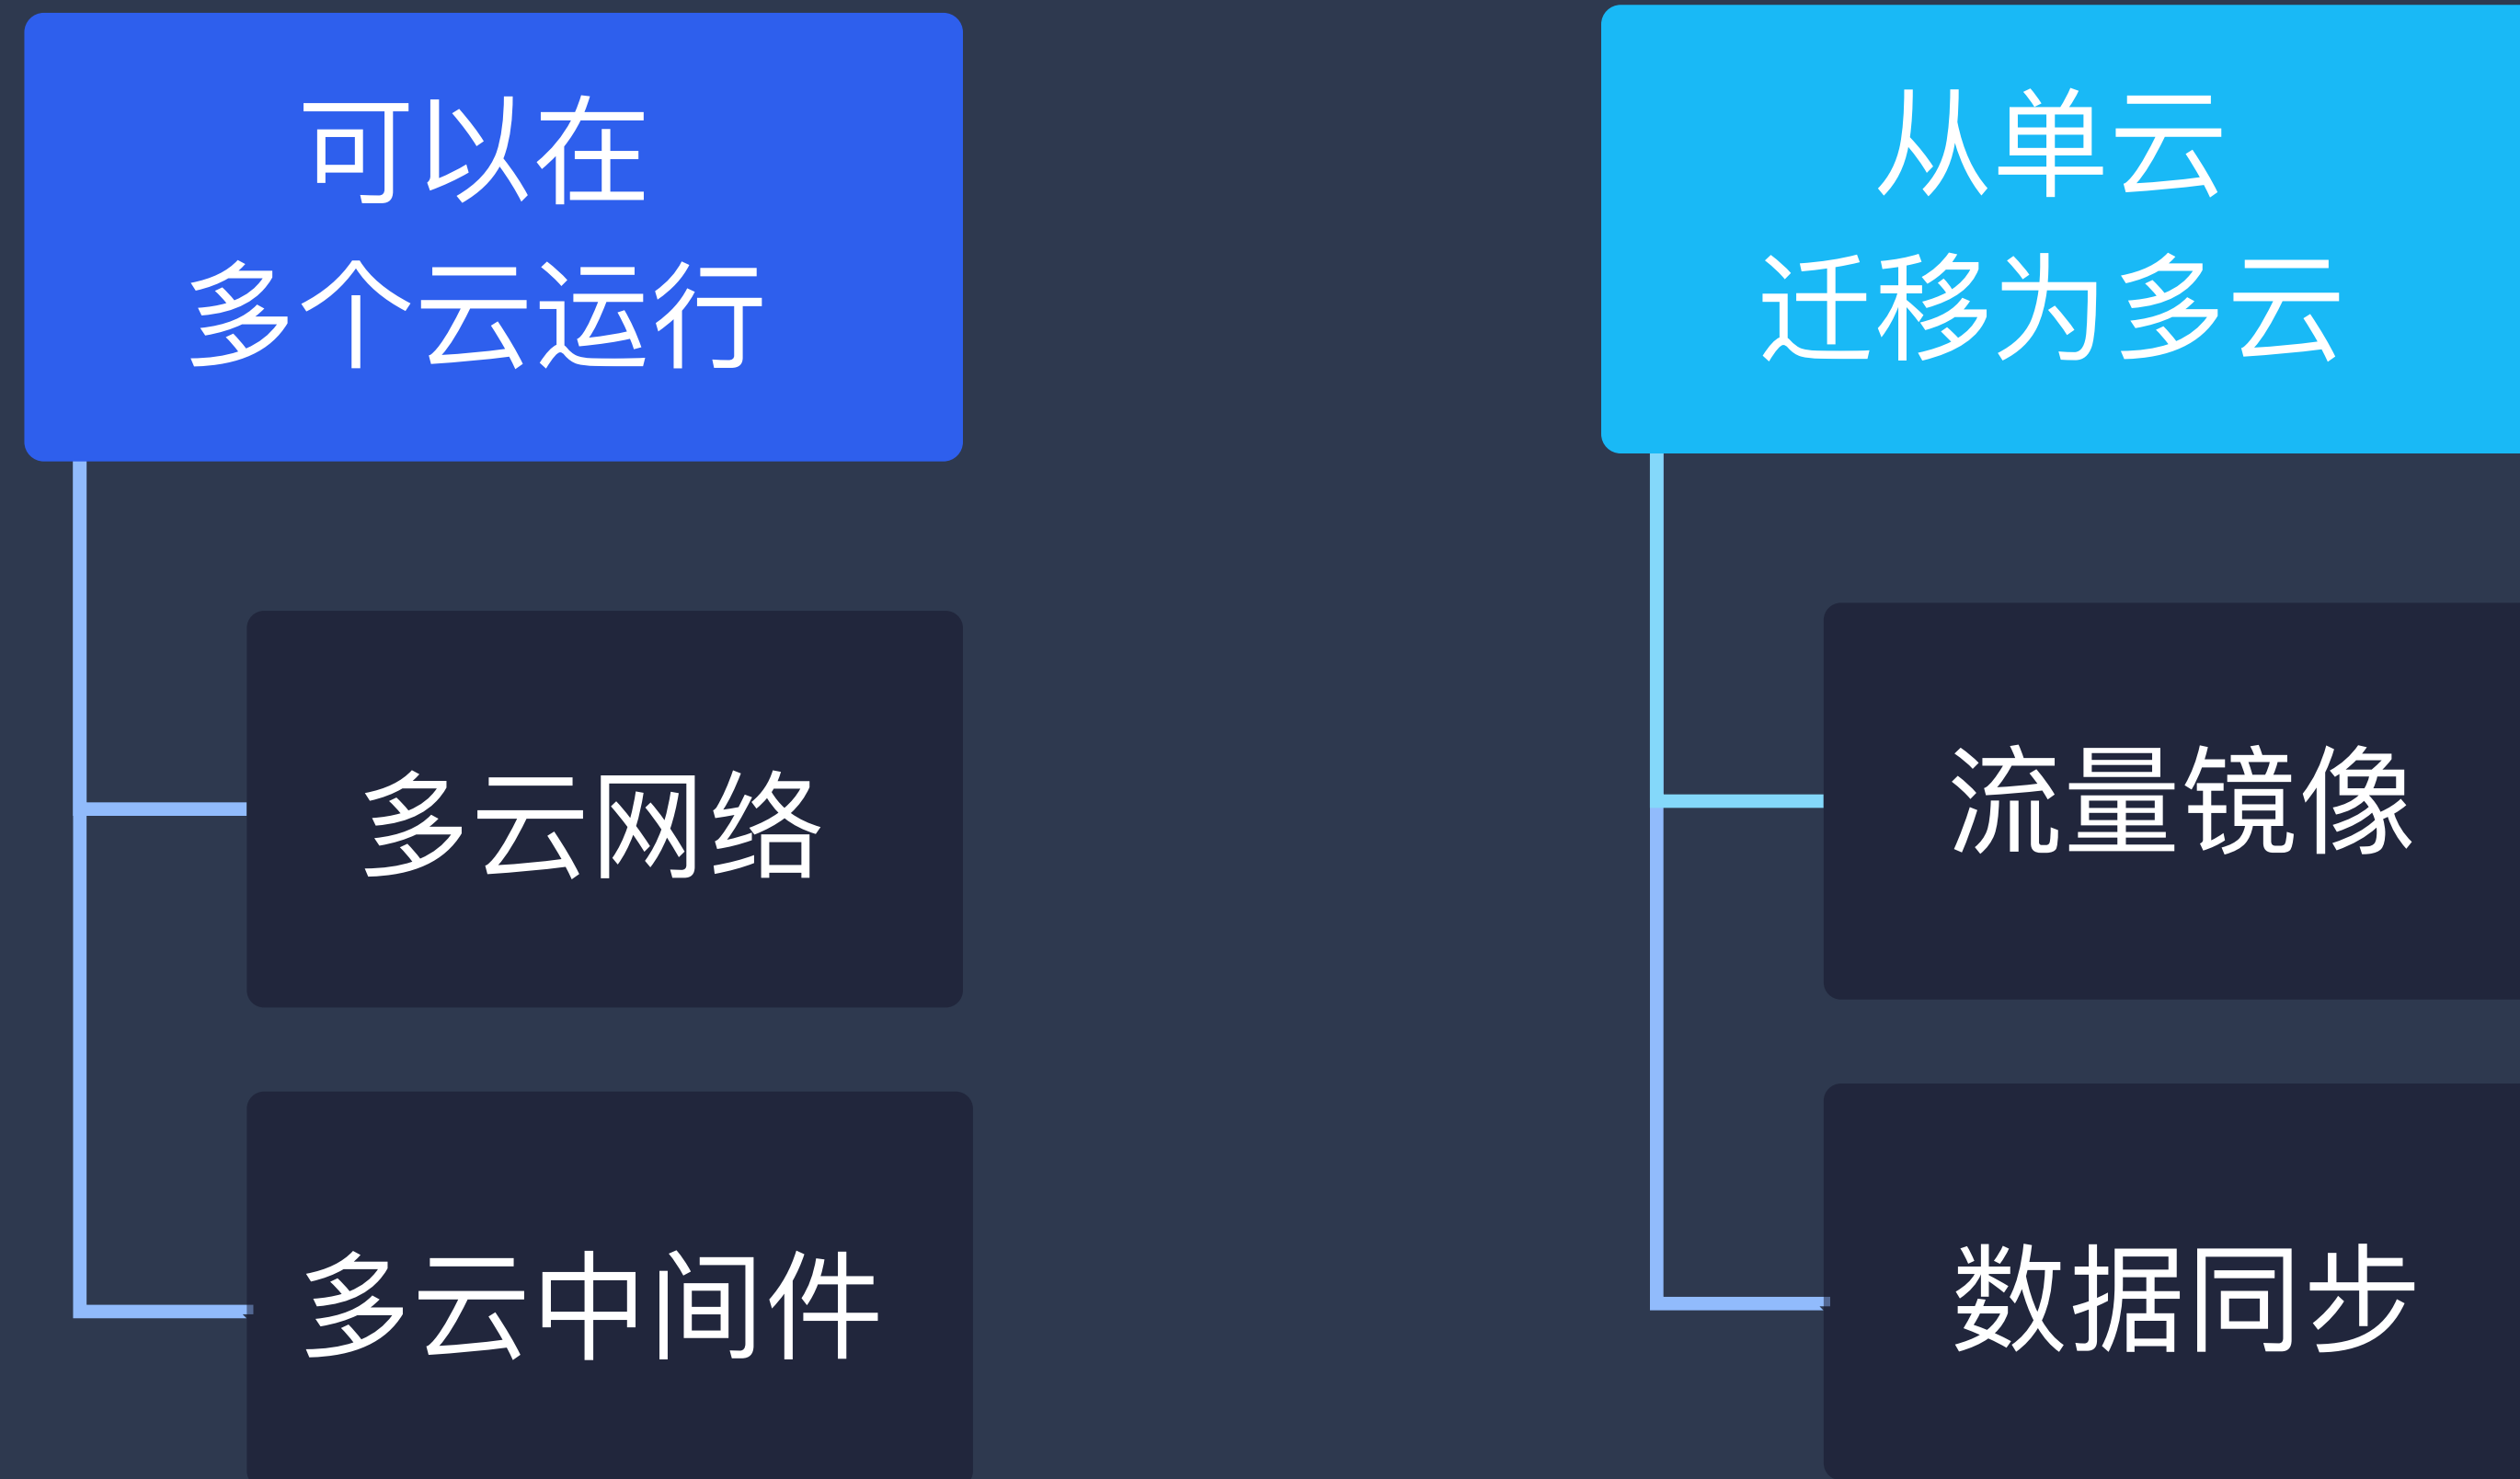 可以在
多个云运行
多云网络
多云中间件
从单云
迁移为多云
流量镜像
数据同步